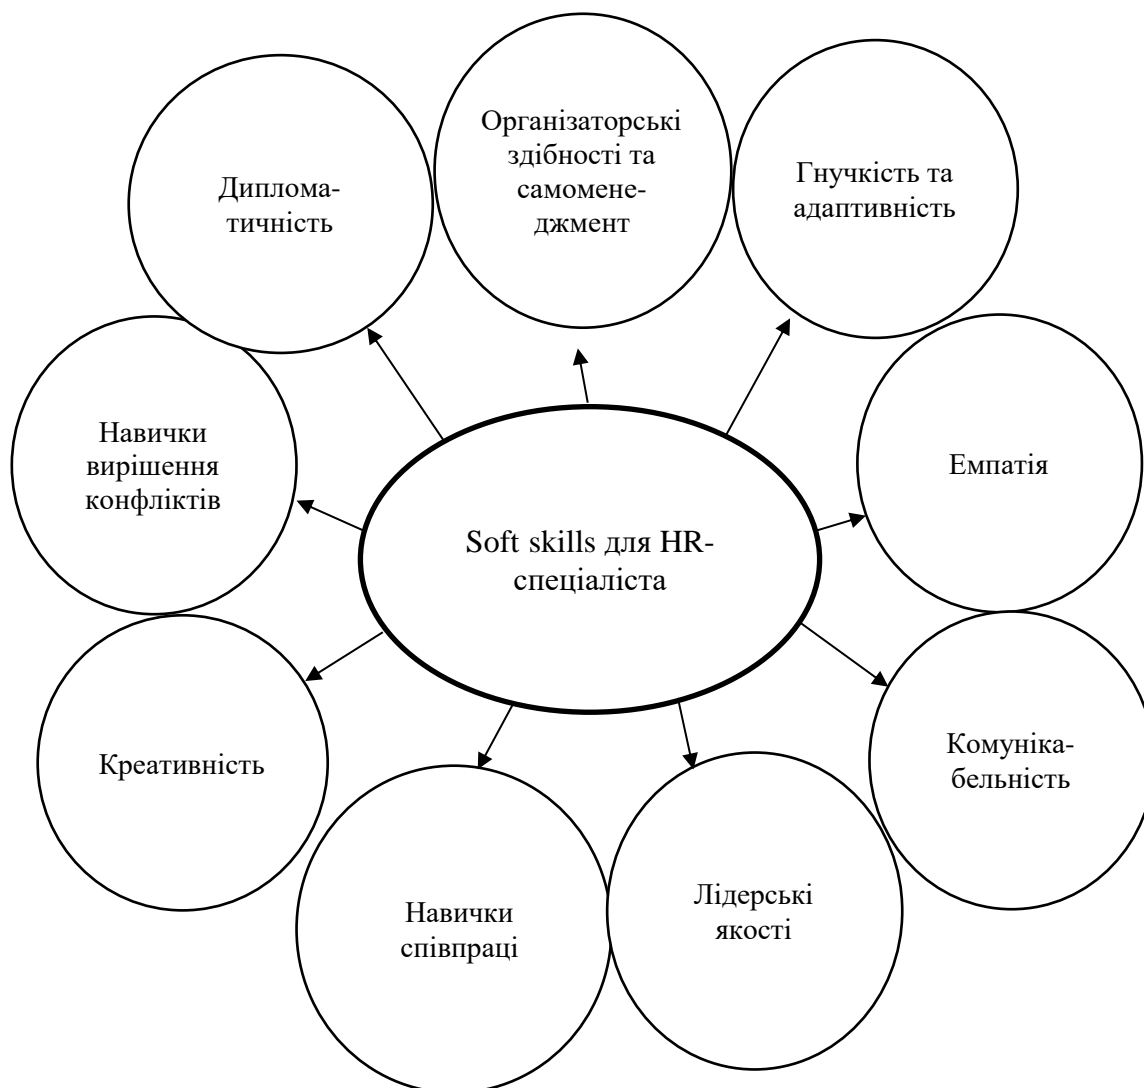 Організаторські
здібності та
самомене-
джмент
Гнучкість та
адаптивність
Диплома-
тичність
Навички
вирішення
конфліктів
Емпатія
Soft skills для HR-
спеціаліста
Креативність
Комуніка-
бельність
Навички
співпраці
Лідерські
якості